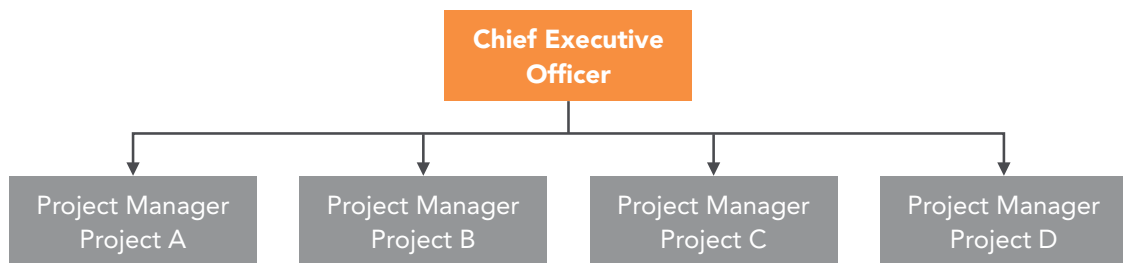 Chief Executive
Officer
Project Manager
Project A
Project Manager
Project B
Project Manager
Project C
Project Manager
Project D